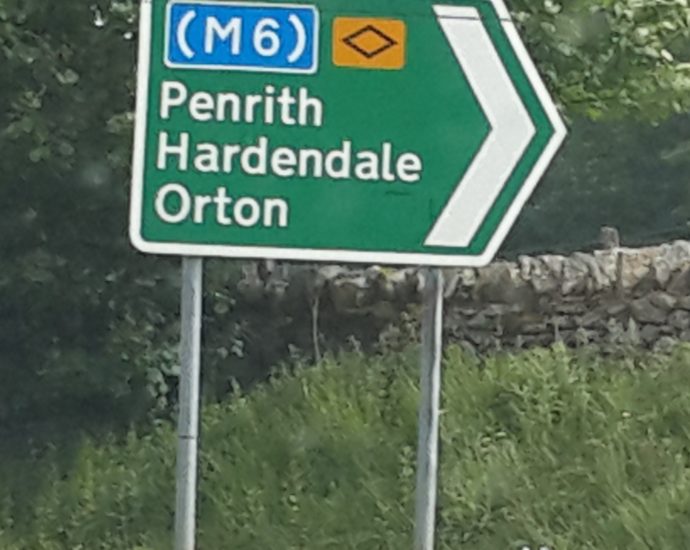 (M6)
Penrith
Hardendale
Orton